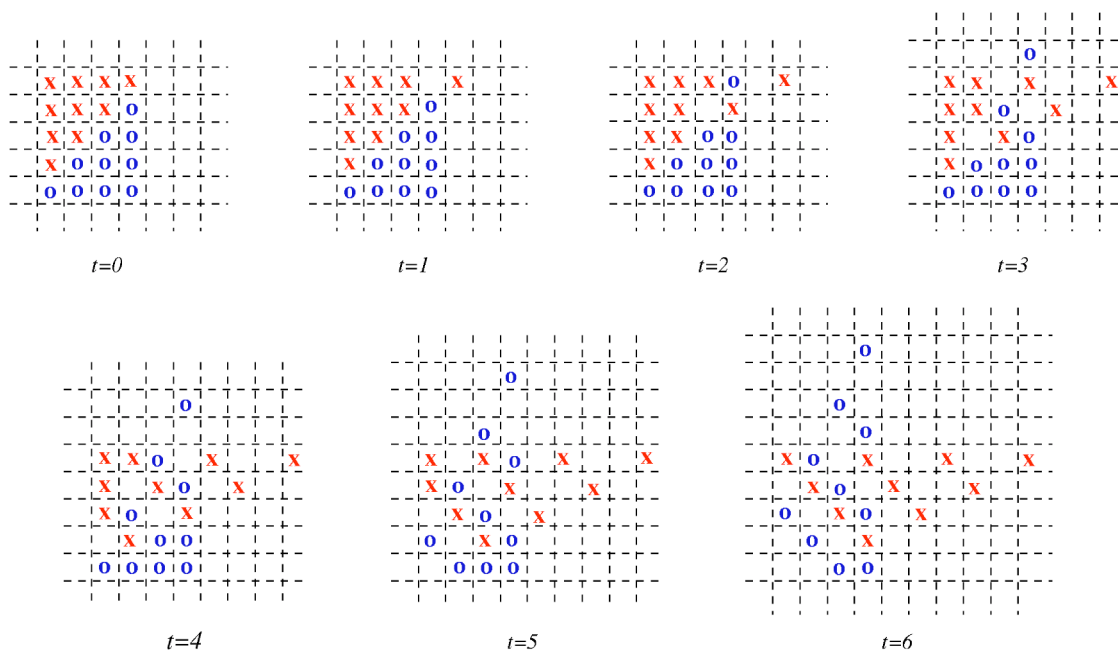 x x x x
x x x o
x x o o
x o o o
o o o o
t=0
x x x x
x x x o
x x o o
x o o o
o o o o
t=1
x x x o x
x x x
x x o o
x o o o
o o o o
t=2
o
x x x x
x x o x
x x o
x o o o
o o o o
t=3
o
x x o x x
x x o x
x o x
x o o
o o o o
t=4
o
o
x x o x x
x o x x
x o x
o x o
o o o
t=5
o
o
o
x o x x x
x o x x
o x o x
o x
o o
t=6